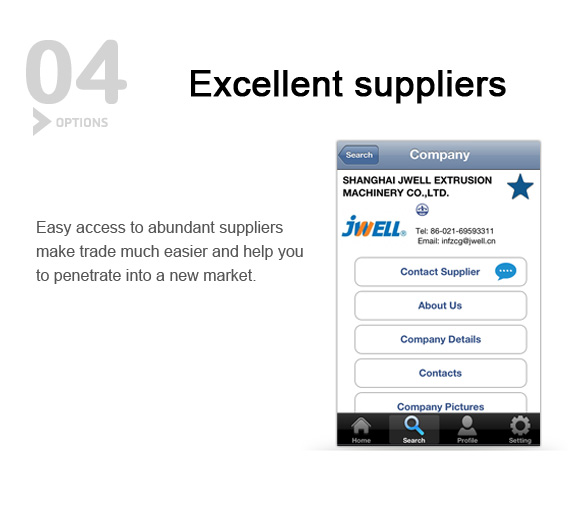 04
OPTIONS
Excellent suppliers
Easy access to abundant suppliers
make trade much easier and help you
to penetrate into a new market.
Search
Company
SHANGHAI JWELL EXTRUSION
MACHINERY CO.,LTD.
jWELL®
Tel: 86-021-69593311
Email: infzcg@jwell.cn
Contact Supplier
About Us
Company Details
Contacts
Company Pictures
Home Search Profile Setting